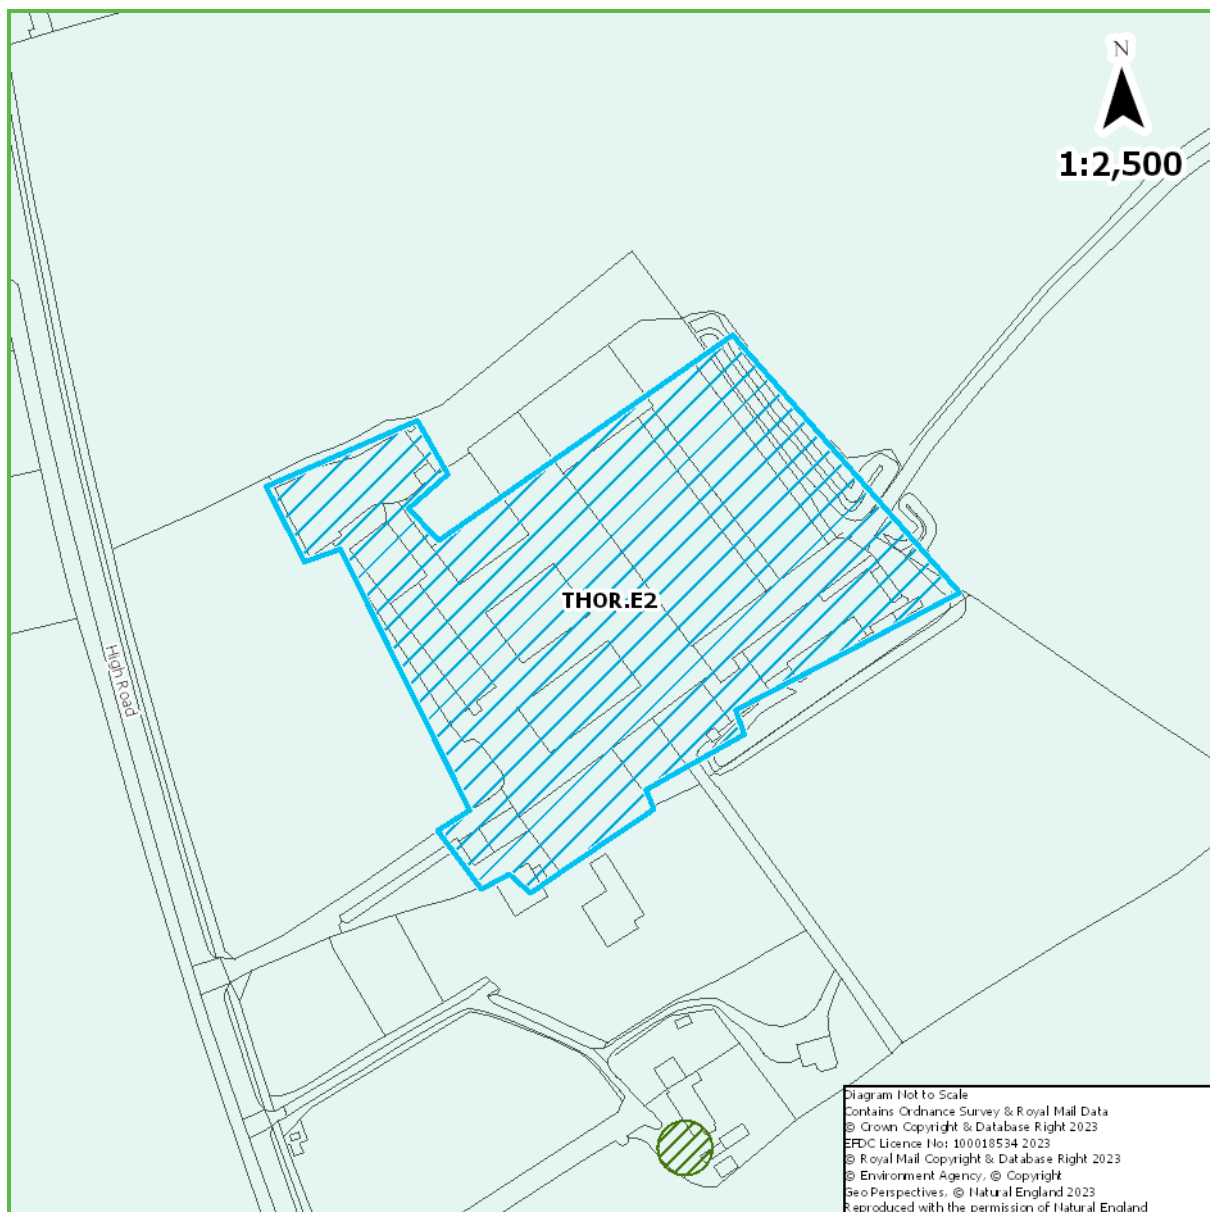 N
1:2,500
THOR.E2
High Road
Diagram Not to Scale
Contains Ordnance Survey & Royal Mail Data
© Crown Copyright & Database Right 2023
EFDC Licence No: 100018534 2023
© Royal Mail Copyright & Database Right 2023
© Environment Agency, © Copyright
Geo Perspectives, © Natural England 2023
Reproduced with the permission of Natural England